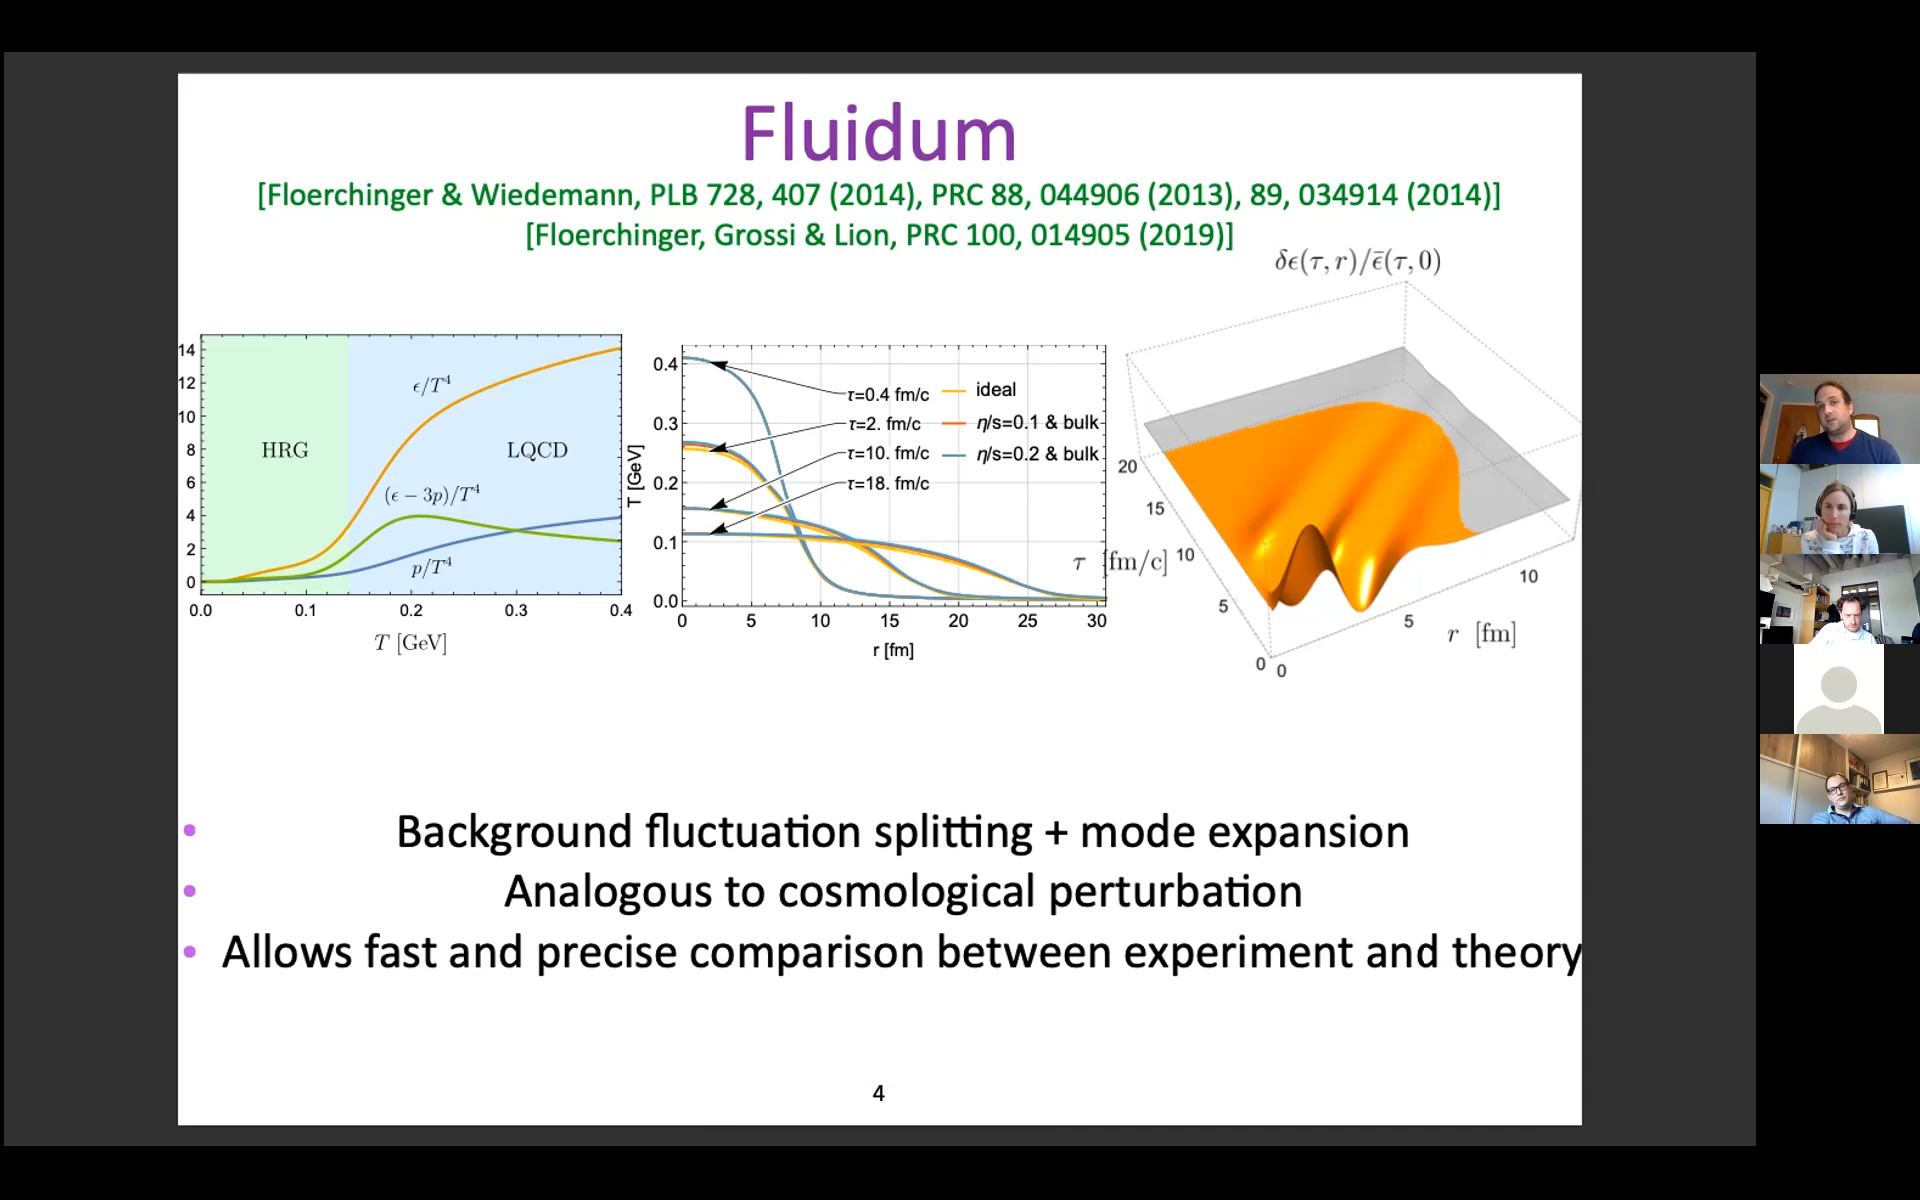 Fluidum
[Floerchinger & Wiedemann, PLB 728, 407 (2014), PRC 88, 044906 (2013), 89, 034914 (2014)]
[Floerchinger, Grossi & Lion, PRC 100, 014905 (2019)]
14
12
10
8
6
4
2
0
0.0 0.1 0.2 0.3 0.4
T [GeV]
HRG
LQCD
ϵ/T⁴
(ϵ − 3p)/T⁴
p/T⁴
0.4
0.3
0.2
0.1
0.0
T [GeV]
0 5 10 15 20 25 30
r [fm]
τ=0.4 fm/c
τ=2. fm/c
τ=10. fm/c
τ=18. fm/c
ideal
η/s=0.1 & bulk
η/s=0.2 & bulk
δϵ(τ, r)/ϵ̄(τ, 0)
20
15
10
5
0
τ [fm/c]
0
5
10
r [fm]
• Background fluctuation splitting + mode expansion
• Analogous to cosmological perturbation
• Allows fast and precise comparison between experiment and theory
4